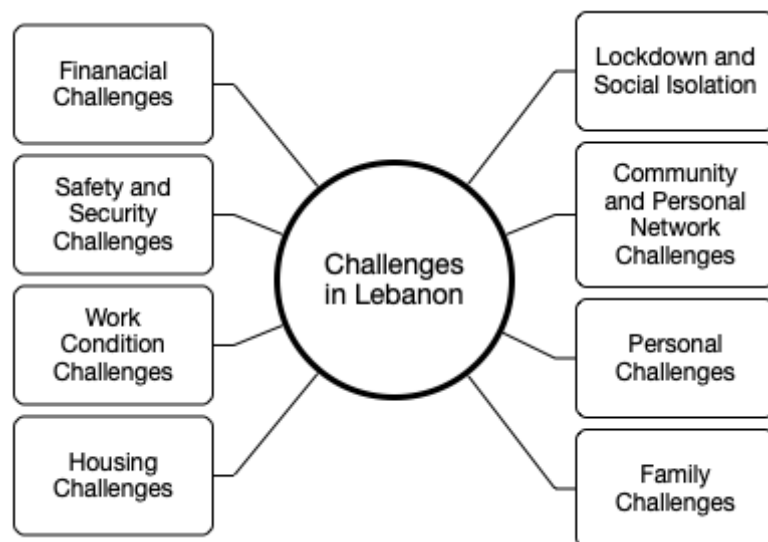 Finanacial
Challenges
Safety and
Security
Challenges
Work
Condition
Challenges
Housing
Challenges
Challenges
in Lebanon
Lockdown and
Social Isolation
Community
and Personal
Network
Challenges
Personal
Challenges
Family
Challenges